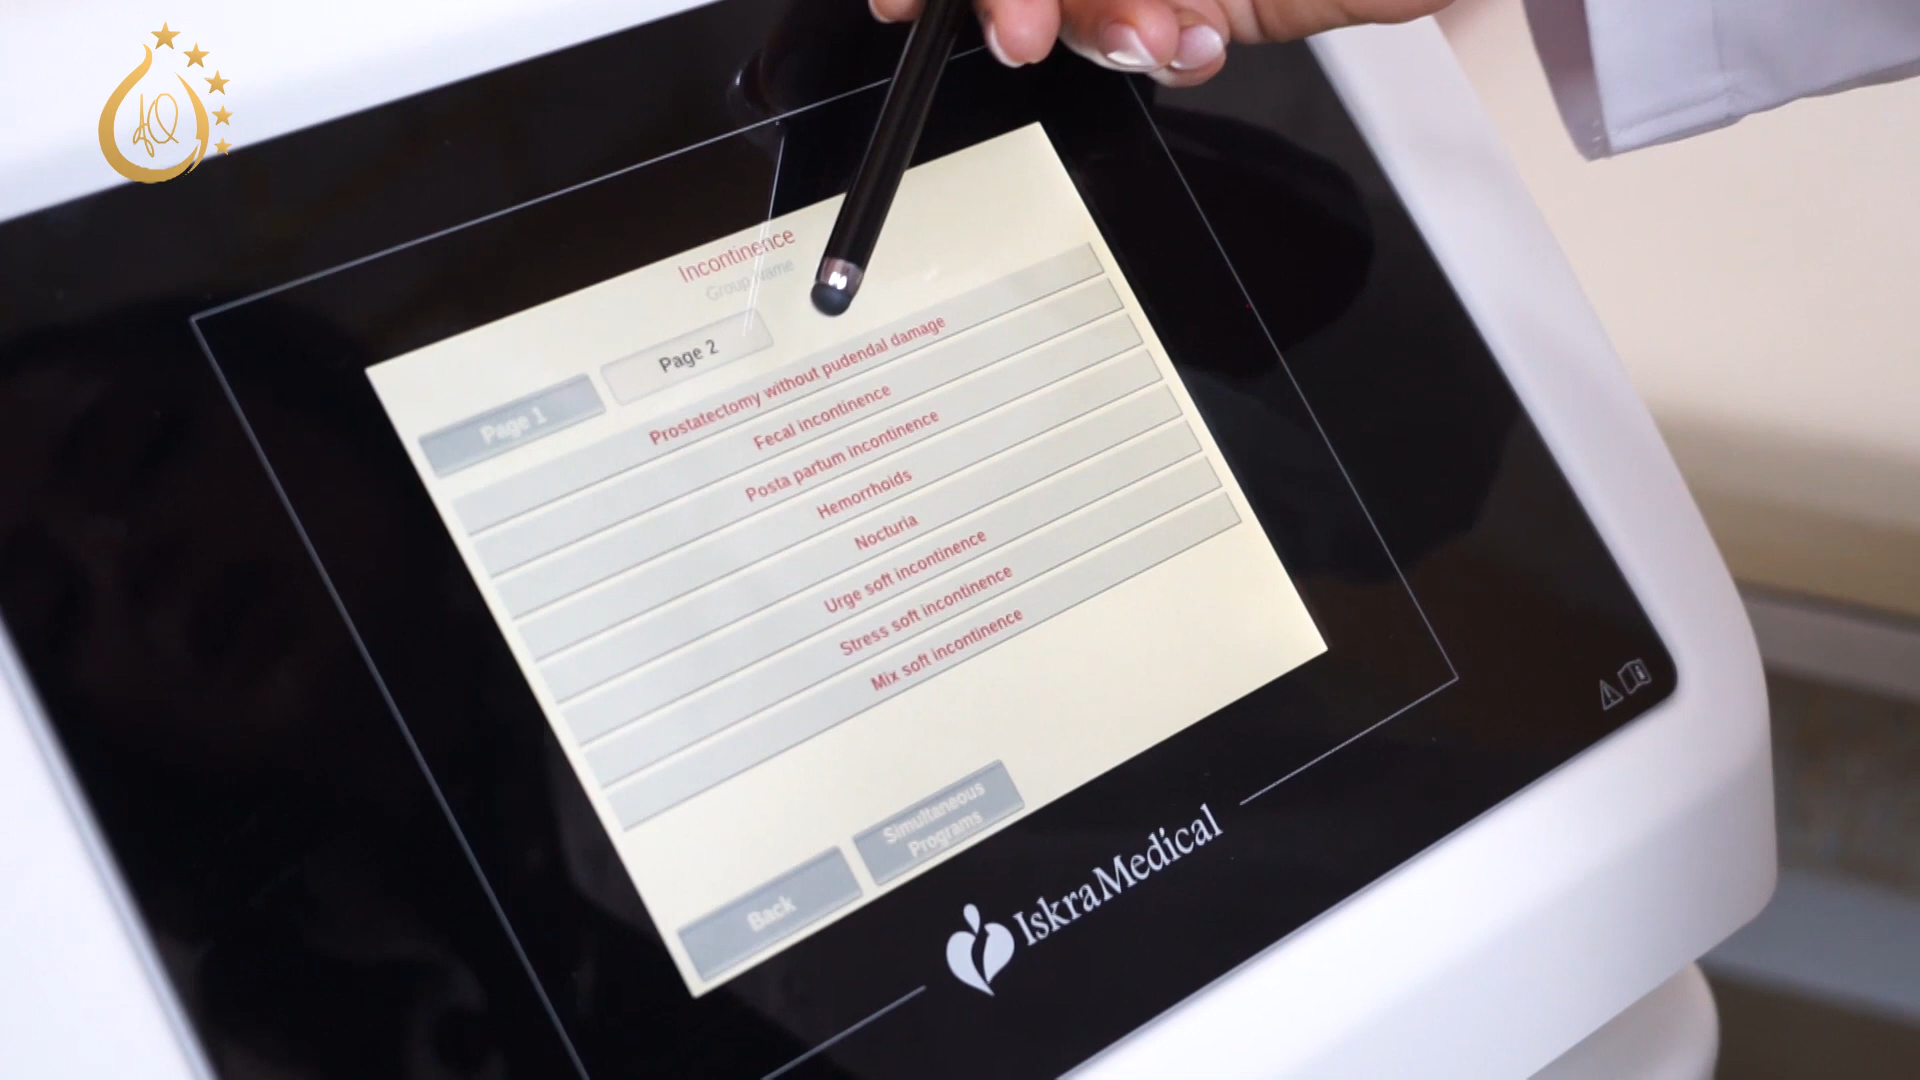 Incontinence
Group Name
Page 1
Page 2
Prostatectomy without pudendal damage
Fecal incontinence
Posta partum incontinence
Hemorrhoids
Nocturia
Urge soft incontinence
Stress soft incontinence
Mix soft incontinence
Back
Simultaneous
Programs
IskraMedical